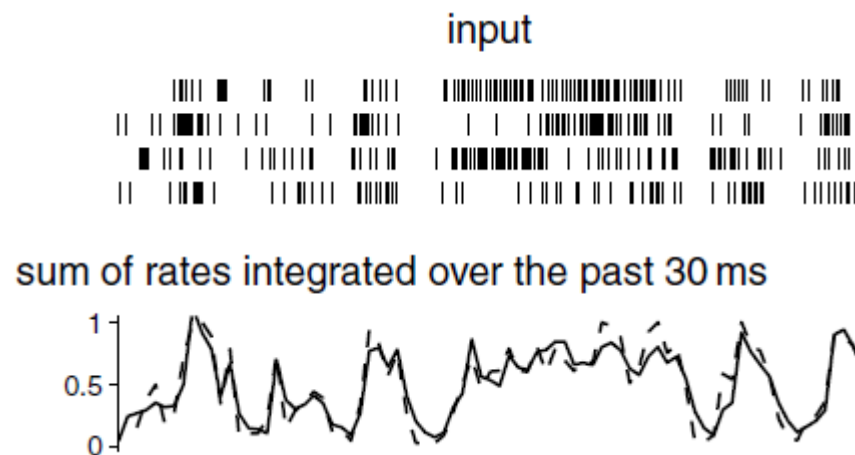 input
sum of rates integrated over the past 30 ms
1
0.5
0